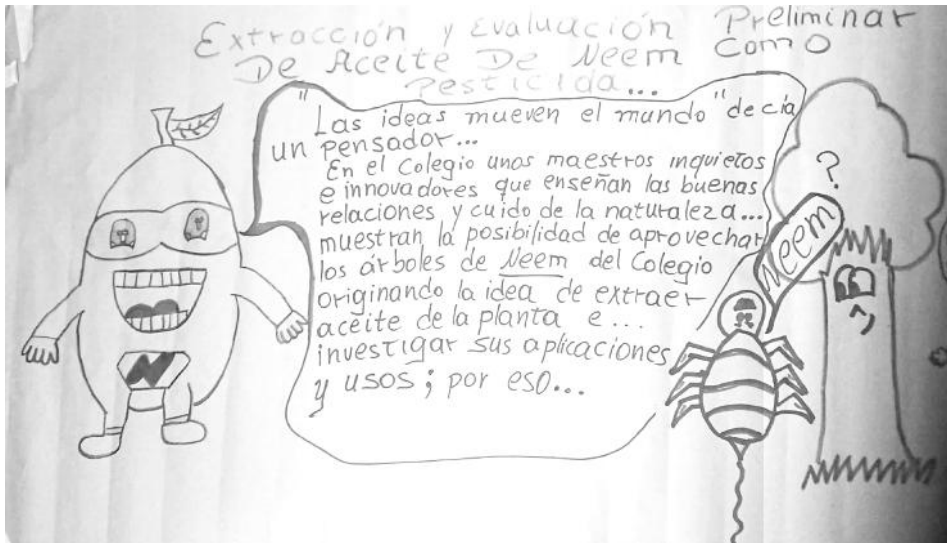 Extracción y Evaluación Preliminar
De Aceite De Neem Como
Pesticida...
"Las ideas mueven el mundo" decía
un pensador...
En el Colegio unos maestros inquietos
e innovadores que enseñan las buenas
relaciones y cuido de la naturaleza...
muestran la posibilidad de aprovechar
los árboles de Neem del Colegio
originando la idea de extraer
aceite de la planta e...
investigar sus aplicaciones
y usos; por eso...
?
Neem
N